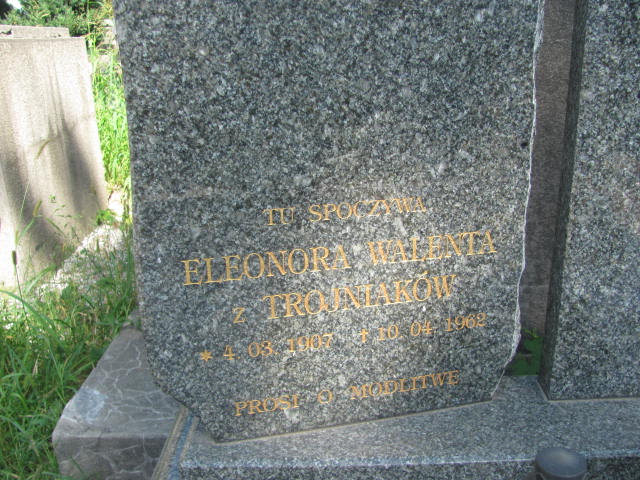 TU SPOCZYWA
ELEONORA WALENTA
z TROJNIAKÓW
* 4.03.1907 † 10.04.1962
PROSI O MODLITWĘ